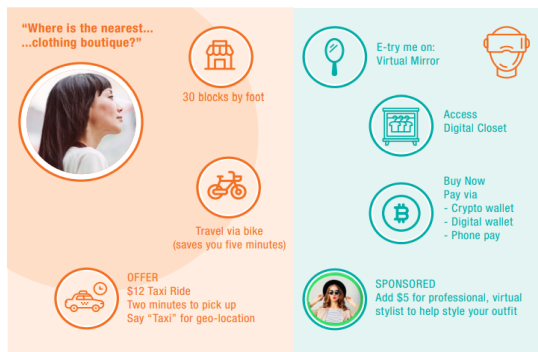 “Where is the nearest...
...clothing boutique?”
30 blocks by foot
Travel via bike
(saves you five minutes)
OFFER
$12 Taxi Ride
Two minutes to pick up
Say “Taxi” for geo-location
E-try me on:
Virtual Mirror
Access
Digital Closet
Buy Now
Pay via
- Crypto wallet
- Digital wallet
- Phone pay
SPONSORED
Add $5 for professional, virtual
stylist to help style your outfit